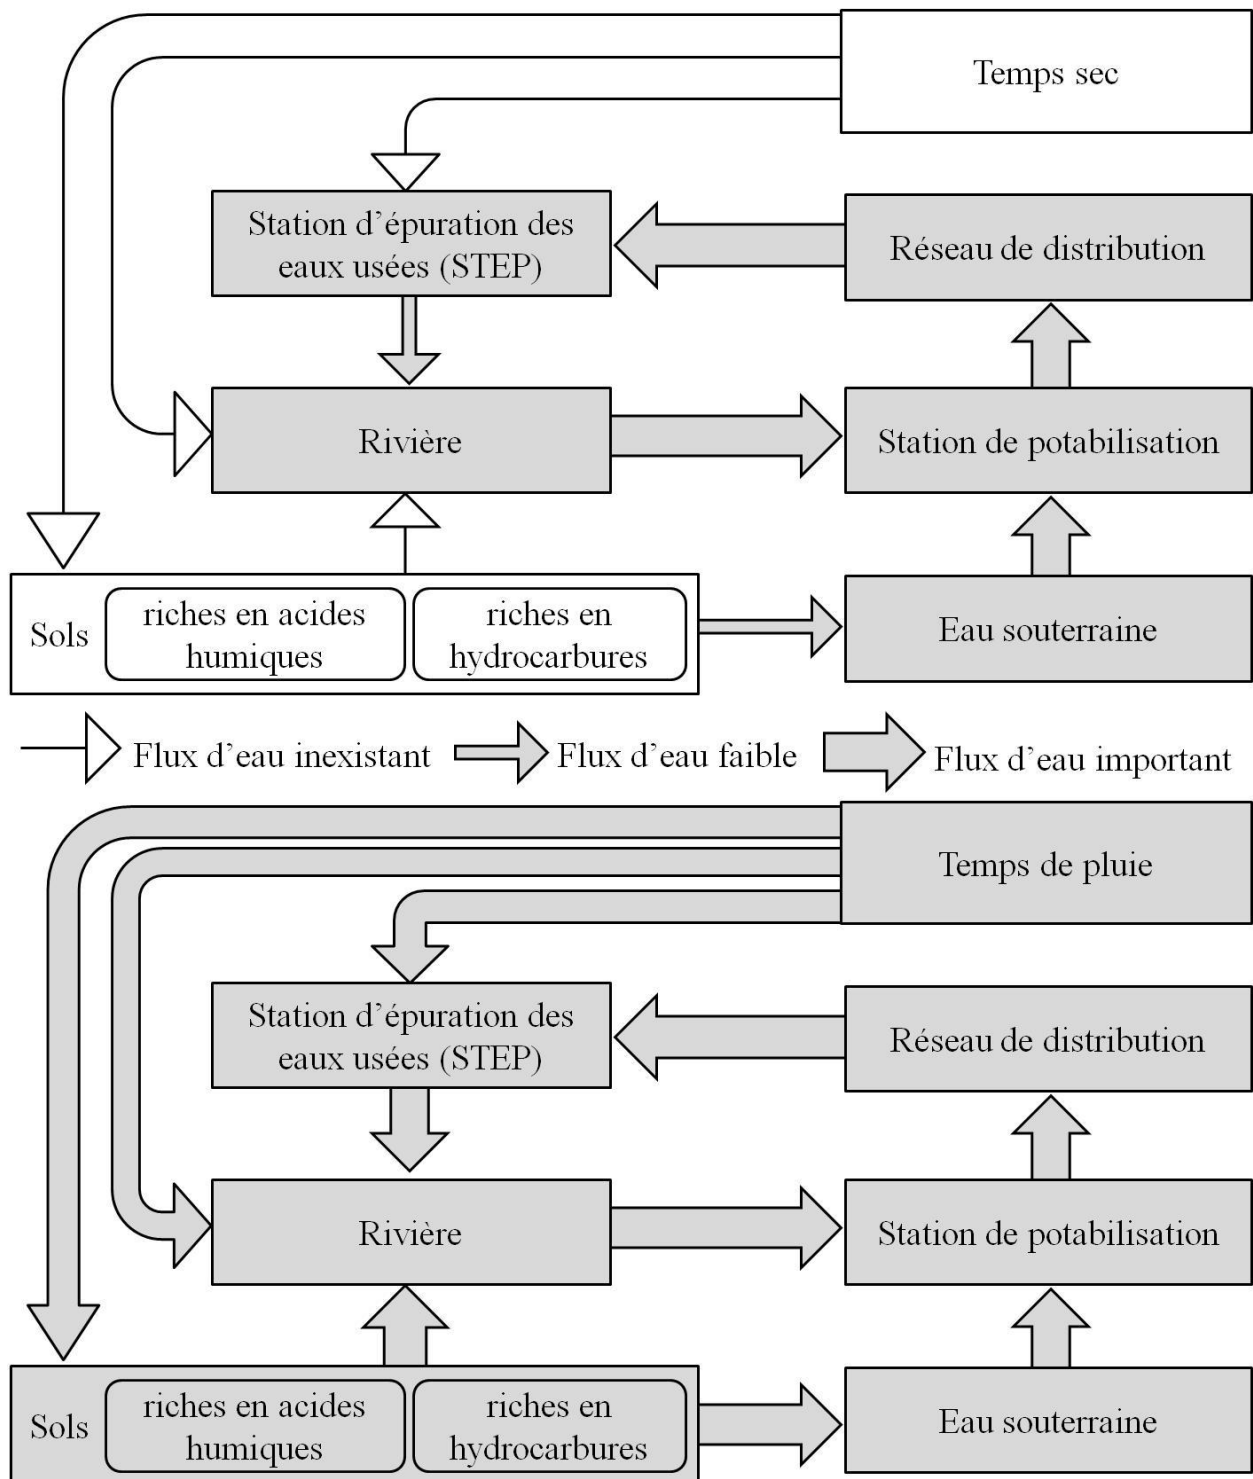 Temps sec
Station d’épuration des
eaux usées (STEP)
Réseau de distribution
Rivière
Station de potabilisation
Sols
riches en acides
humiques
riches en
hydrocarbures
Eau souterraine
Flux d’eau inexistant
Flux d’eau faible
Flux d’eau important
Temps de pluie
Station d’épuration des
eaux usées (STEP)
Réseau de distribution
Rivière
Station de potabilisation
Sols
riches en acides
humiques
riches en
hydrocarbures
Eau souterraine